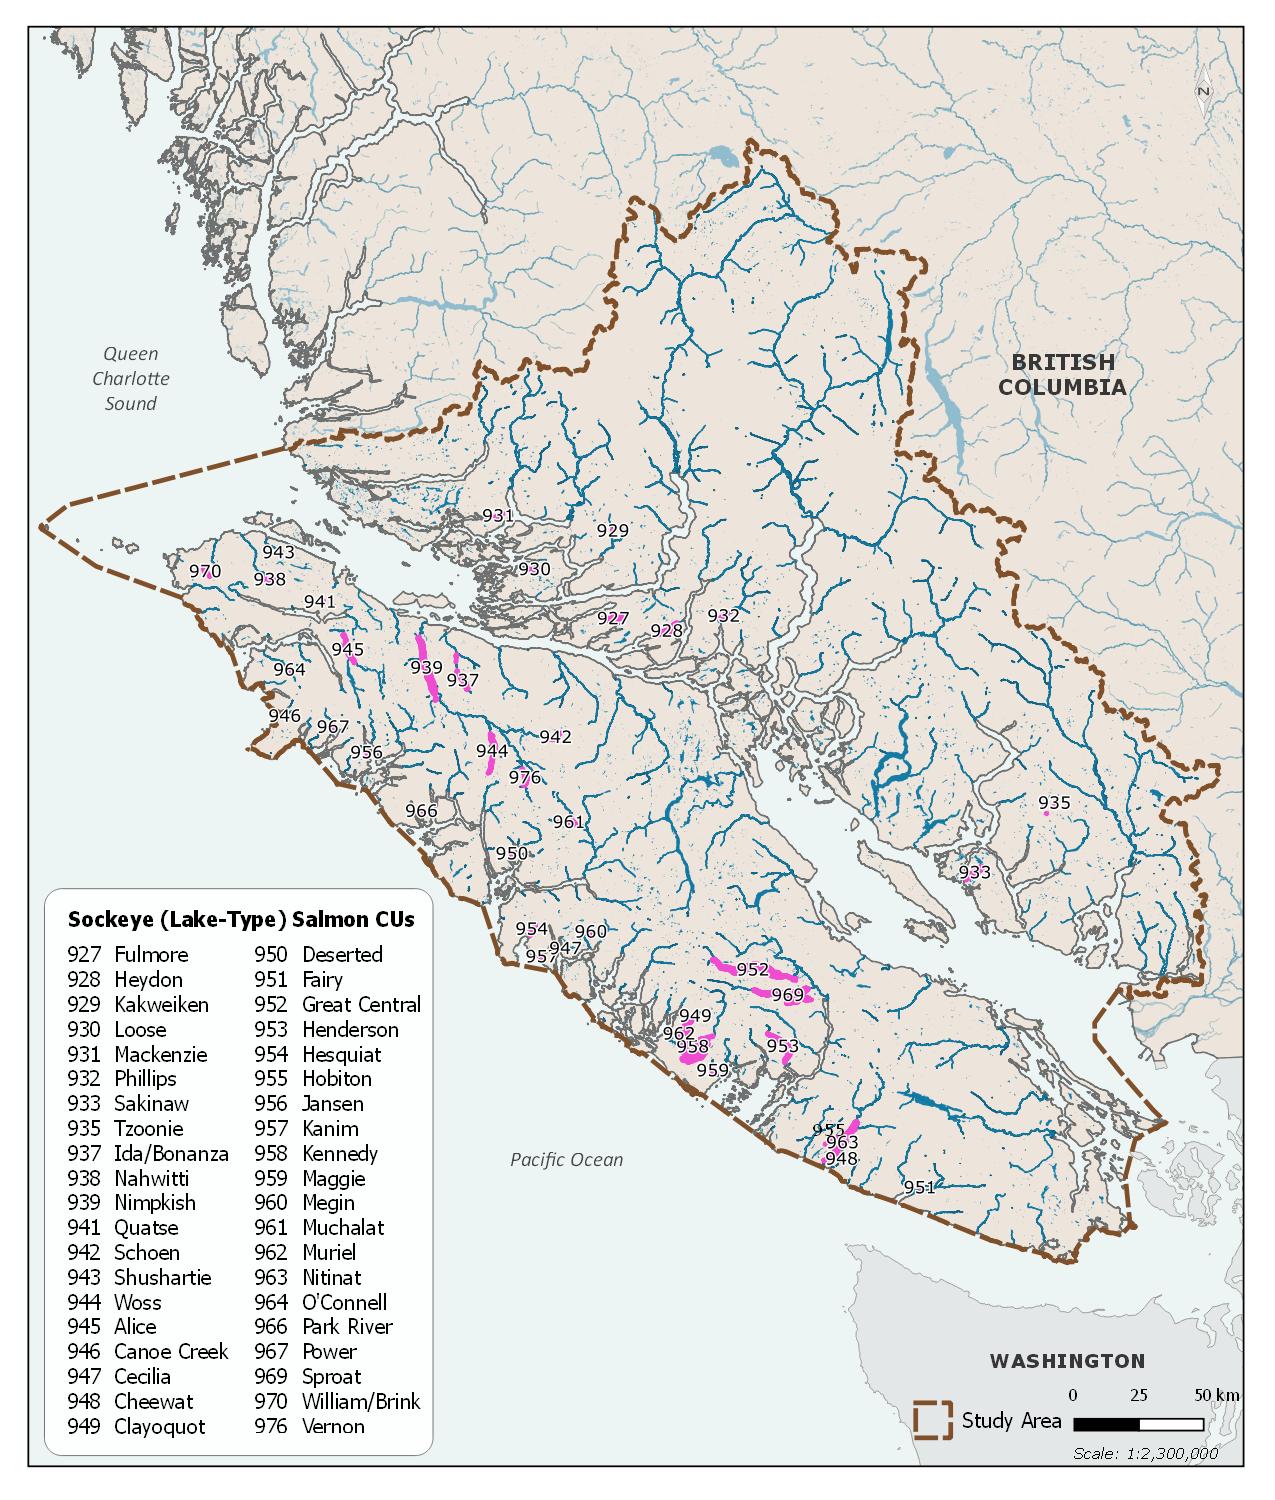 N
Queen
Charlotte
Sound
BRITISH
COLUMBIA
931
929
943
970
938
930
941
927
928
932
945
939
937
964
946
967
956
944
942
976
966
961
935
950
933
954
960
947
957
952
969
949
962
958
953
959
955
963
948
951
Pacific Ocean
Sockeye (Lake-Type) Salmon CUs
927 Fulmore 950 Deserted
928 Heydon 951 Fairy
929 Kakweiken 952 Great Central
930 Loose 953 Henderson
931 Mackenzie 954 Hesquiat
932 Phillips 955 Hobiton
933 Sakinaw 956 Jansen
935 Tzoonie 957 Kanim
937 Ida/Bonanza 958 Kennedy
938 Nahwitti 959 Maggie
939 Nimpkish 960 Megin
941 Quatse 961 Muchalat
942 Schoen 962 Muriel
943 Shushartie 963 Nitinat
944 Woss 964 O'Connell
945 Alice 966 Park River
946 Canoe Creek 967 Power
947 Cecilia 969 Sproat
948 Cheewat 970 William/Brink
949 Clayoquot 976 Vernon
WASHINGTON
0 25 50 km
Study Area
Scale: 1:2,300,000